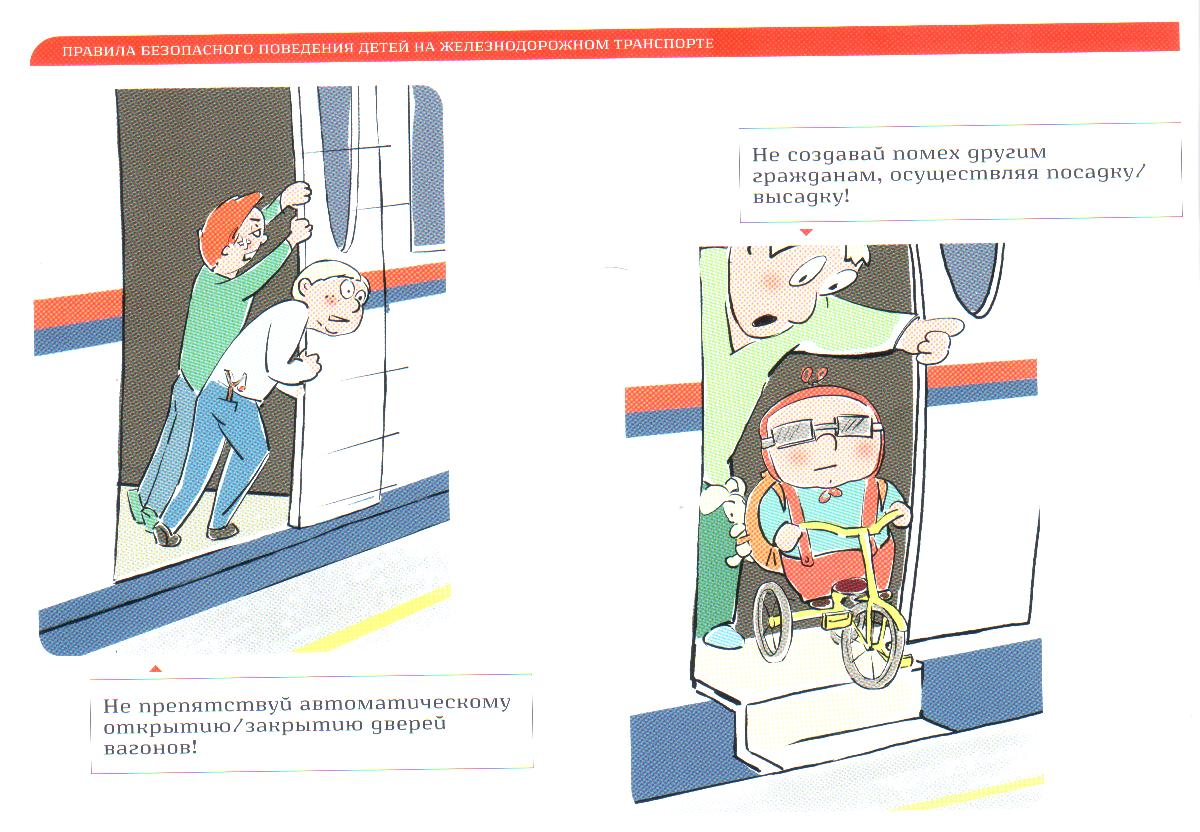 ПРАВИЛА БЕЗОПАСНОГО ПОВЕДЕНИЯ ДЕТЕЙ НА ЖЕЛЕЗНОДОРОЖНОМ ТРАНСПОРТЕ
Не создавай помех другим
гражданам, осуществляя посадку/
высадку!
Не препятствуй автоматическому
открытию/закрытию дверей
вагонов!